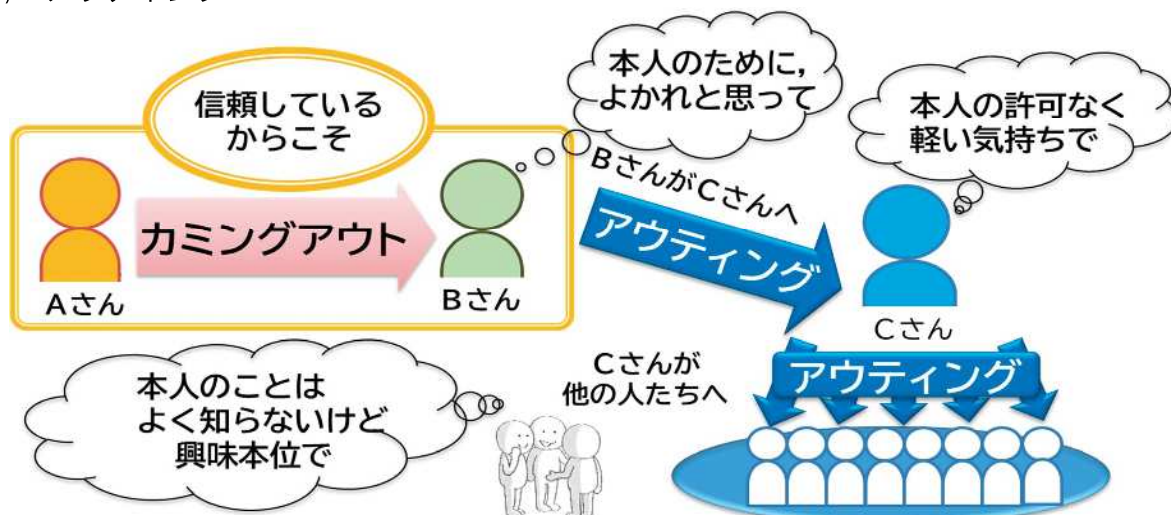 信頼している
からこそ
本人のために，
よかれと思って
本人の許可なく
軽い気持ちで
カミングアウト
Aさん
Bさん
BさんがCさんへ
アウティング
Cさん
Cさんが
他の人たちへ
アウティング
本人のことは
よく知らないけど
興味本位で